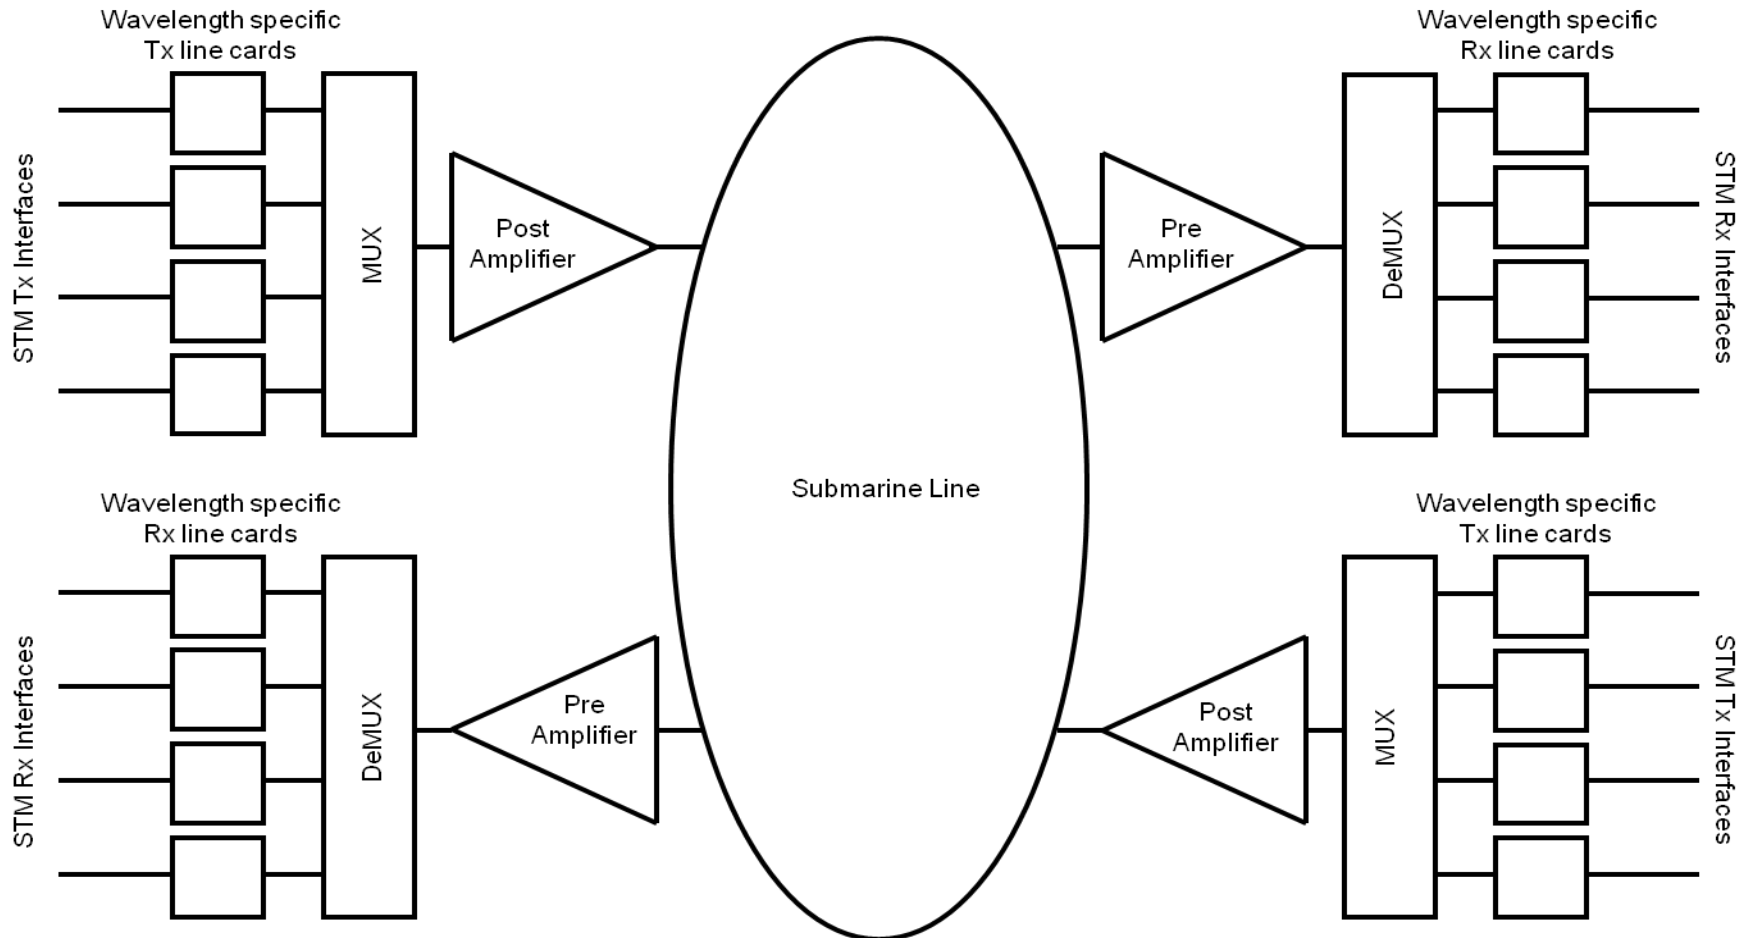 Wavelength specific
Tx line cards
STM Tx Interfaces
MUX
Post
Amplifier
Submarine Line
Pre
Amplifier
DeMUX
Wavelength specific
Rx line cards
STM Rx Interfaces
Wavelength specific
Rx line cards
STM Rx Interfaces
DeMUX
Pre
Amplifier
Post
Amplifier
MUX
Wavelength specific
Tx line cards
STM Tx Interfaces